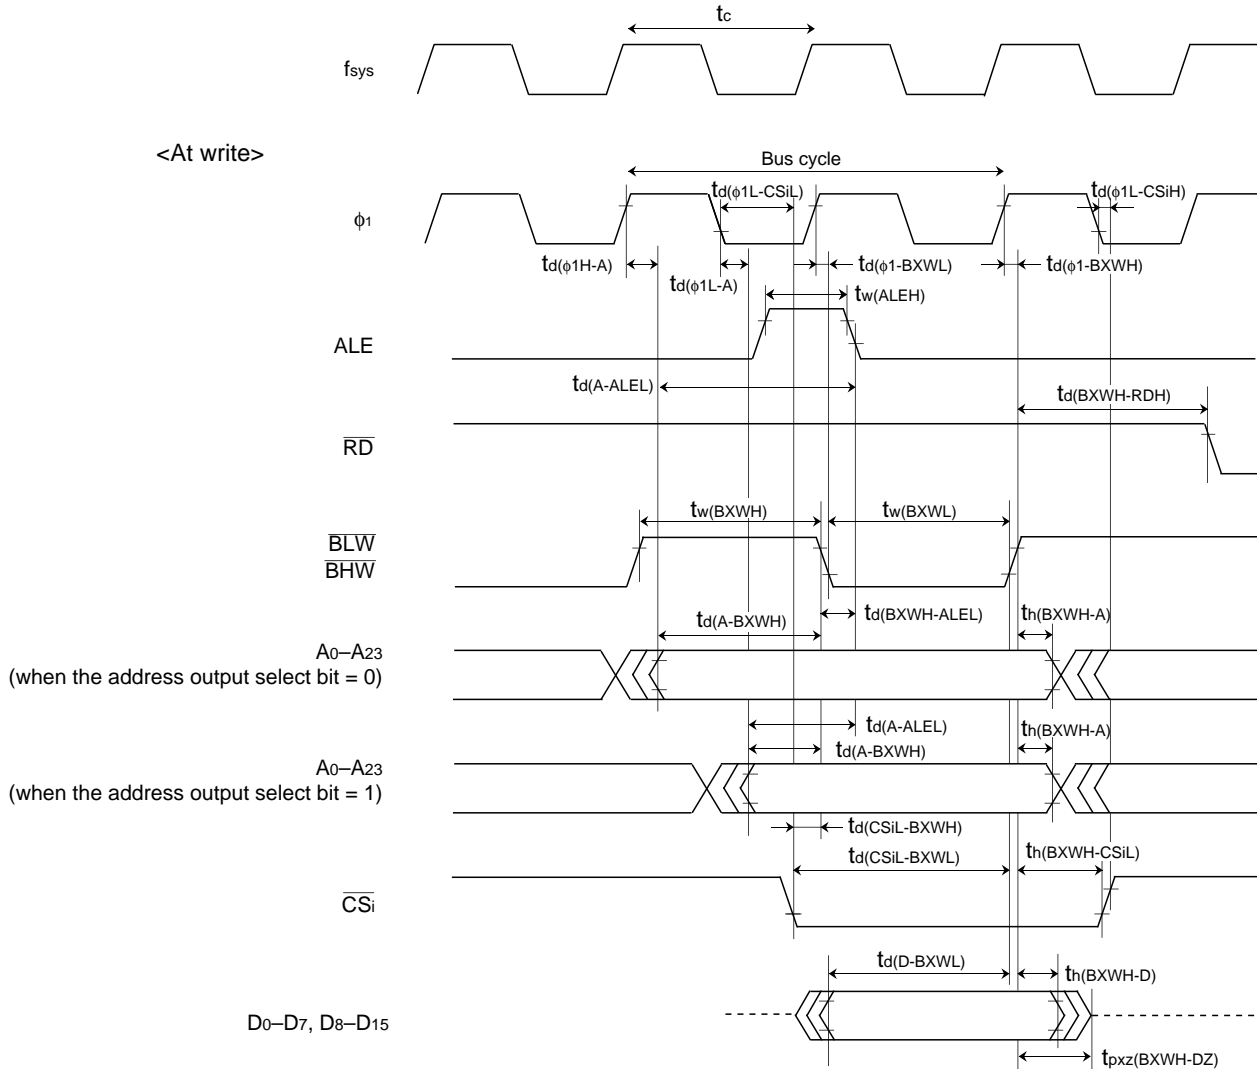 tc
fsys
<At write>
Bus cycle
td(ϕ1L-CSiL)
td(ϕ1L-CSiH)
ϕ1
td(ϕ1H-A)
td(ϕ1L-A)
td(ϕ1-BXWL)
td(ϕ1-BXWH)
tw(ALEH)
ALE
td(A-ALEL)
td(BXWH-RDH)
RD
tw(BXWH)
tw(BXWL)
BLW
BHW
td(A-BXWH)
td(BXWH-ALEL)
th(BXWH-A)
A0–A23
(when the address output select bit = 0)
td(A-ALEL)
th(BXWH-A)
td(A-BXWH)
A0–A23
(when the address output select bit = 1)
td(CSiL-BXWH)
td(CSiL-BXWL)
th(BXWH-CSiL)
CSi
td(D-BXWL)
th(BXWH-D)
D0–D7, D8–D15
tpxz(BXWH-DZ)